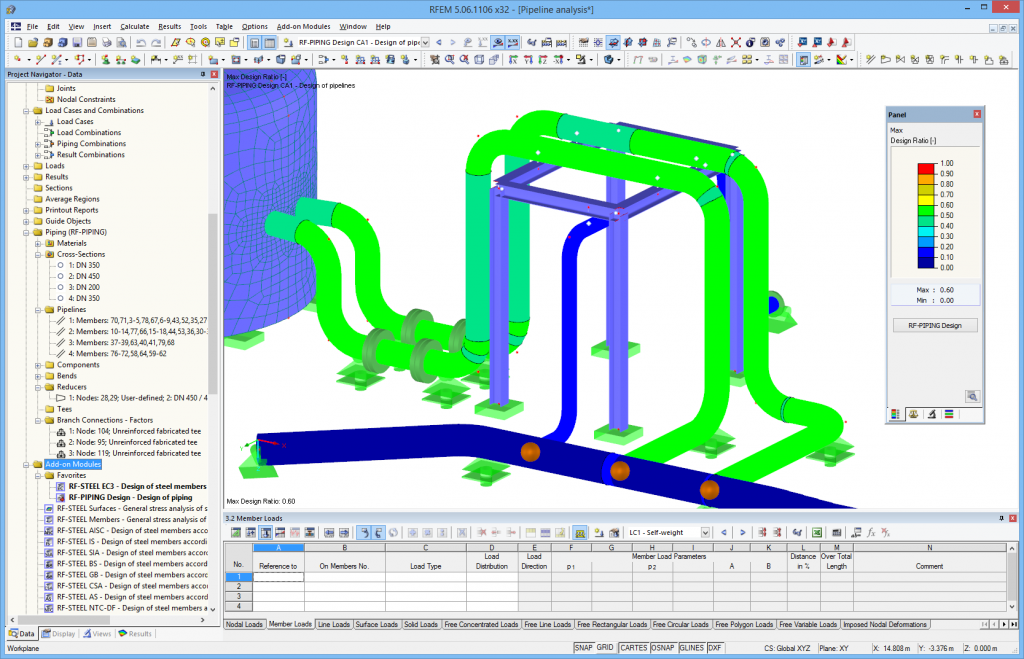 RFEM 5.06.1106 x32 - [Pipeline analysis*]
File Edit View Insert Calculate Results Tools Table Options Add-on Modules Window Help
RF-PIPING Design CA1 - Design of pipe
Project Navigator - Data
Joints
Nodal Constraints
Load Cases and Combinations
Load Cases
Load Combinations
Piping Combinations
Result Combinations
Loads
Results
Sections
Average Regions
Printout Reports
Guide Objects
Piping (RF-PIPING)
Materials
Cross-Sections
1: DN 350
2: DN 450
3: DN 200
4: DN 350
Pipelines
1: Members: 70,71,3-5,78,67,6-9,43,52,35,27
2: Members: 10-14,77,66,15-18,44,53,36,30-
3: Members: 37-39,63,40,41,79,68
4: Members: 76-72,58,64,59-62
Components
Bends
Reducers
1: Nodes: 28,29; User-defined; 2: DN 450 / 4
Tees
Branch Connections - Factors
1: Node: 104; Unreinforced fabricated tee
2: Node: 95; Unreinforced fabricated tee
3: Node: 119; Unreinforced fabricated tee
Add-on Modules
Favorites
RF-STEEL EC3 - Design of steel members
RF-PIPING Design - Design of piping
RF-STEEL Surfaces - General stress analysis of s
RF-STEEL Members - General stress analysis of
RF-STEEL AISC - Design of steel members acco
RF-STEEL IS - Design of steel members accordi
RF-STEEL SIA - Design of steel members accorc
RF-STEEL BS - Design of steel members accorc
RF-STEEL GB - Design of steel members accorc
RF-STEEL CSA - Design of steel members accor
RF-STEEL AS - Design of steel members accorc
RF-STEEL NTC-DF - Design of steel members a
Data Display Views Results
Max Design Ratio [-]
RF-PIPING Design CA1 - Design of pipelines
Max Design Ratio: 0.60
Panel
Max
Design Ratio [-]
1.00
0.90
0.80
0.70
0.60
0.50
0.40
0.30
0.20
0.10
0.00
Max : 0.60
Min : 0.00
RF-PIPING Design
3.2 Member Loads
LC1 - Self-weight
A B C D E F G H I J K L M N
No. Reference to On Members No. Load Type Load Distribution Load Direction Member Load Parameters p1 p2 A B Distance in % Over Total Length Comment
1
2
3
4
Nodal Loads Member Loads Line Loads Surface Loads Solid Loads Free Concentrated Loads Free Line Loads Free Rectangular Loads Free Circular Loads Free Polygon Loads Free Variable Loads Imposed Nodal Deformations
Workplane SNAP GRID CARTES OSNAP GLINES DXF CS: Global XYZ Plane: XY X: 14.808 m Y: -3.376 m Z: 0.000 m